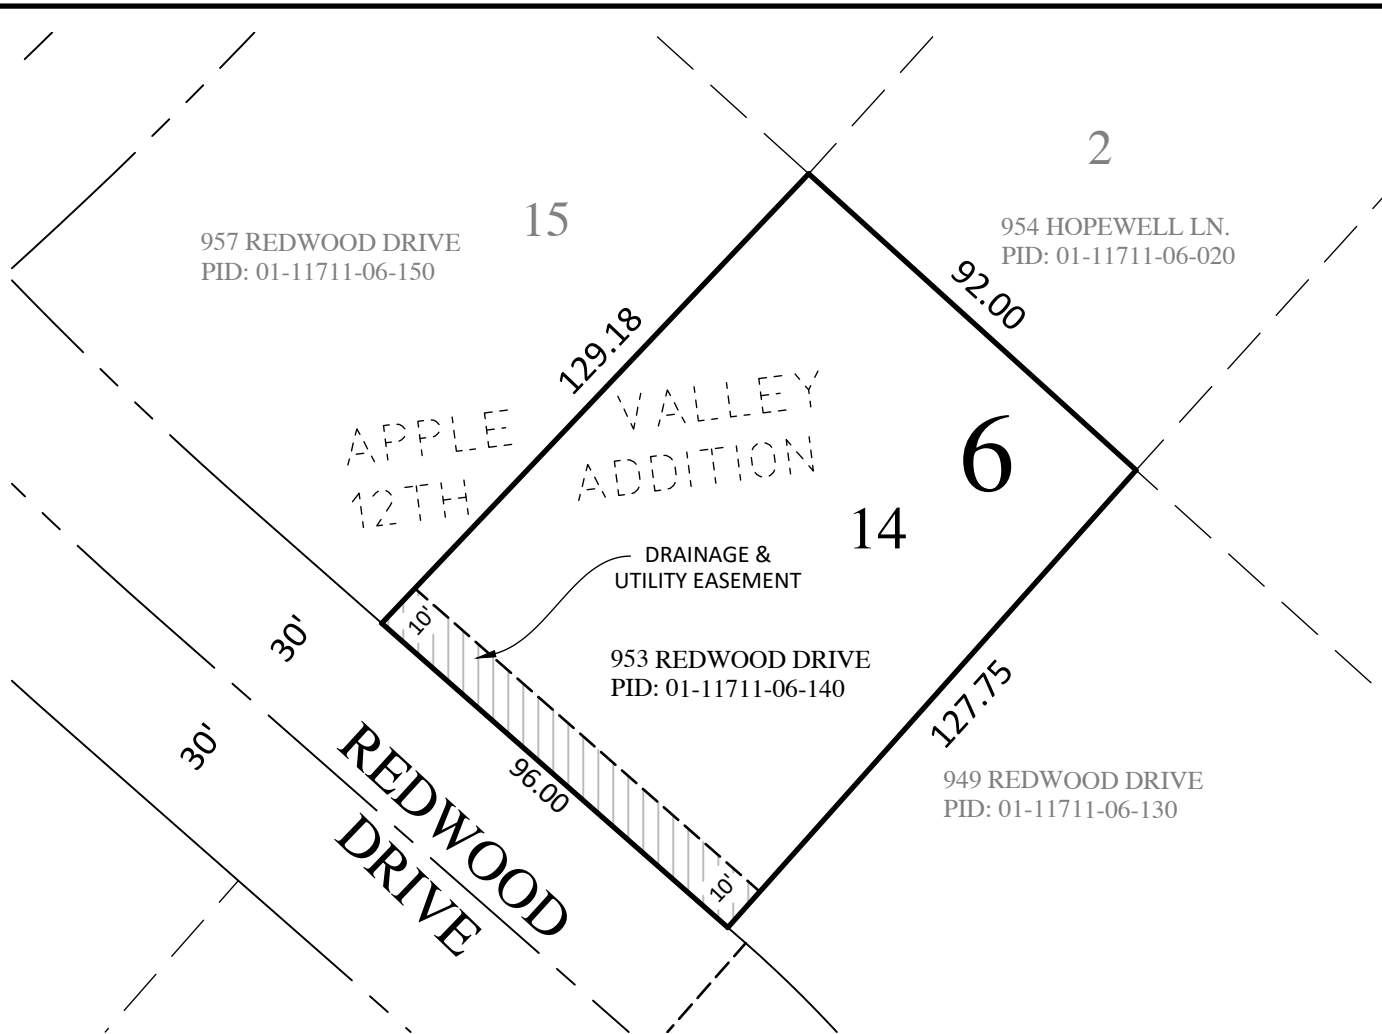 2
954 HOPEWELL LN.
PID: 01-11711-06-020
15
957 REDWOOD DRIVE
PID: 01-11711-06-150
92.00
129.18
APPLE VALLEY
12TH ADDITION
6
14
DRAINAGE &
UTILITY EASEMENT
10'
30'
953 REDWOOD DRIVE
PID: 01-11711-06-140
127.75
30'
96.00
REDWOOD
DRIVE
949 REDWOOD DRIVE
PID: 01-11711-06-130
10'